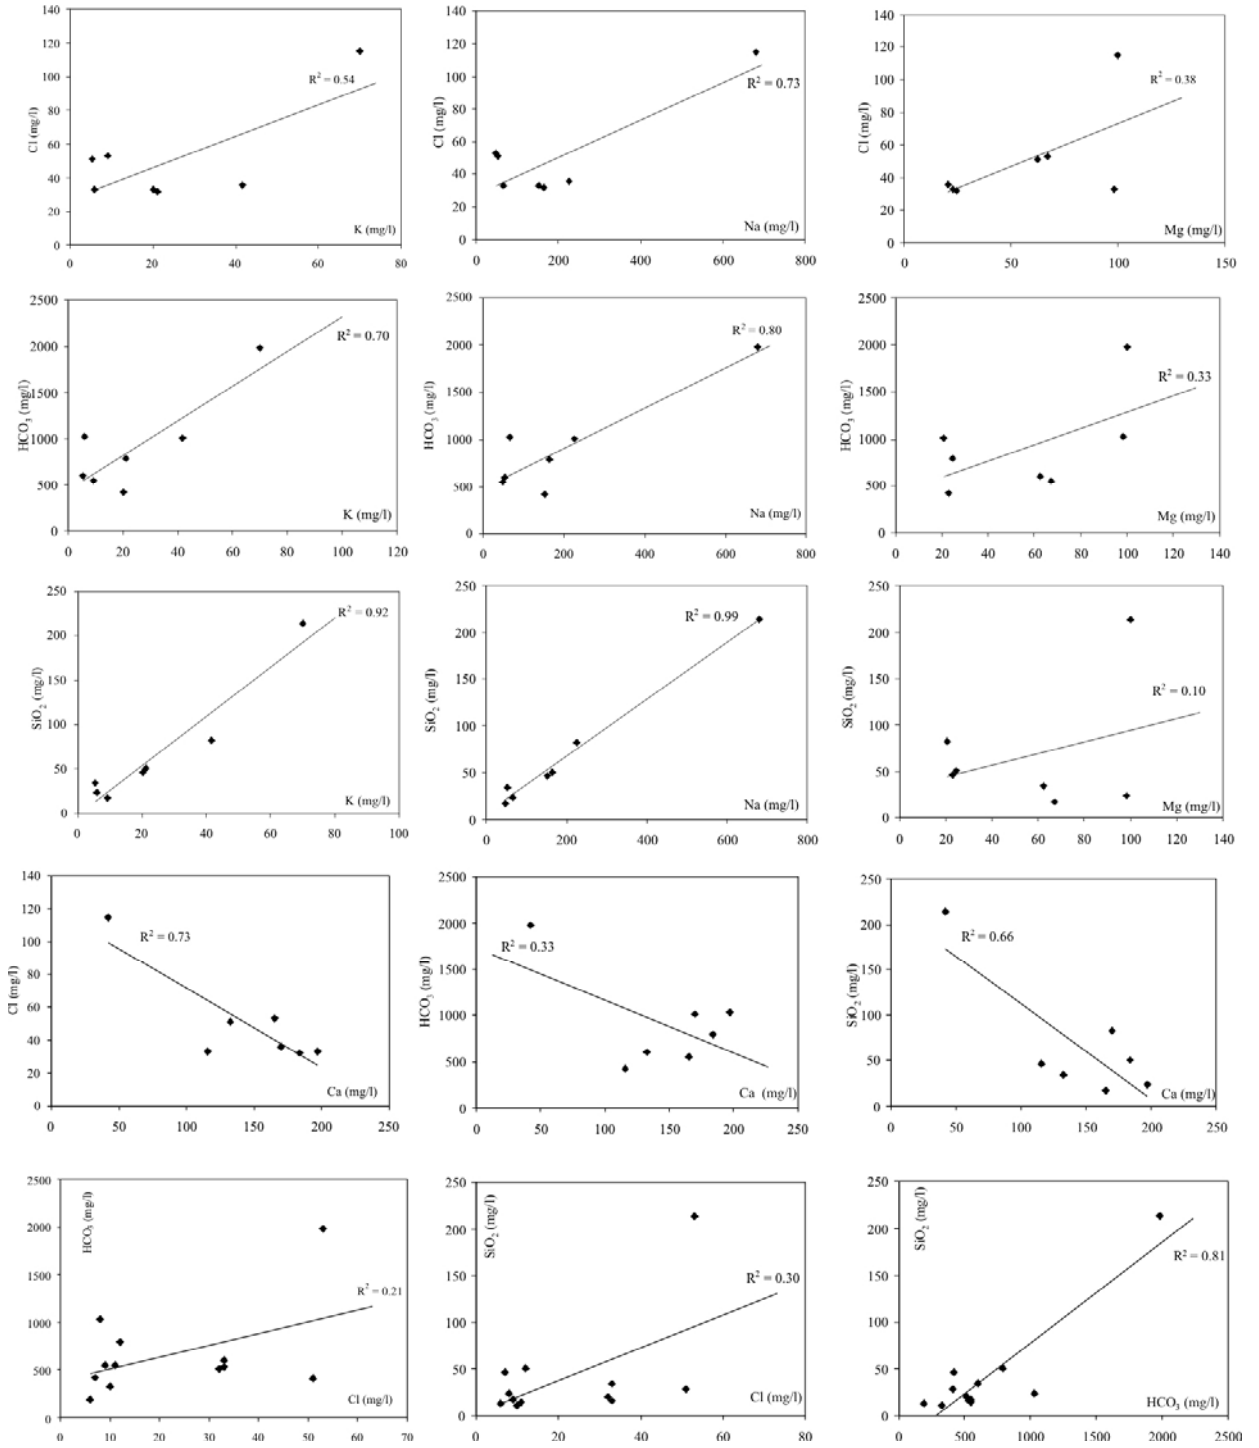 140
120
100
80
60
40
20
0
Cl (mg/l)
R² = 0.54
K (mg/l)
0 20 40 60 80
140
120
100
80
60
40
20
0
Cl (mg/l)
R² = 0.73
Na (mg/l)
0 200 400 600 800
140
120
100
80
60
40
20
0
Cl (mg/l)
R² = 0.38
Mg (mg/l)
0 50 100 150
2500
2000
1500
1000
500
0
HCO₃ (mg/l)
R² = 0.70
K (mg/l)
0 20 40 60 80 100 120
2500
2000
1500
1000
500
0
HCO₃ (mg/l)
R² = 0.80
Na (mg/l)
0 200 400 600 800
2500
2000
1500
1000
500
0
HCO₃ (mg/l)
R² = 0.33
Mg (mg/l)
0 20 40 60 80 100 120 140
250
200
150
100
50
0
SiO₂ (mg/l)
R² = 0.92
K (mg/l)
0 20 40 60 80 100
250
200
150
100
50
0
SiO₂ (mg/l)
R² = 0.99
Na (mg/l)
0 200 400 600 800
250
200
150
100
50
0
SiO₂ (mg/l)
R² = 0.10
Mg (mg/l)
0 20 40 60 80 100 120 140
140
120
100
80
60
40
20
0
Cl (mg/l)
R² = 0.73
Ca (mg/l)
0 50 100 150 200 250
2500
2000
1500
1000
500
0
HCO₃ (mg/l)
R² = 0.33
Ca (mg/l)
0 50 100 150 200 250
250
200
150
100
50
0
SiO₂ (mg/l)
R² = 0.66
Ca (mg/l)
0 50 100 150 200 250
2500
2000
1500
1000
500
0
HCO₃ (mg/l)
R² = 0.21
Cl (mg/l)
0 10 20 30 40 50 60 70
250
200
150
100
50
0
SiO₂ (mg/l)
R² = 0.30
Cl (mg/l)
0 20 40 60 80
250
200
150
100
50
0
SiO₂ (mg/l)
R² = 0.81
HCO₃ (mg/l)
0 500 1000 1500 2000 2500